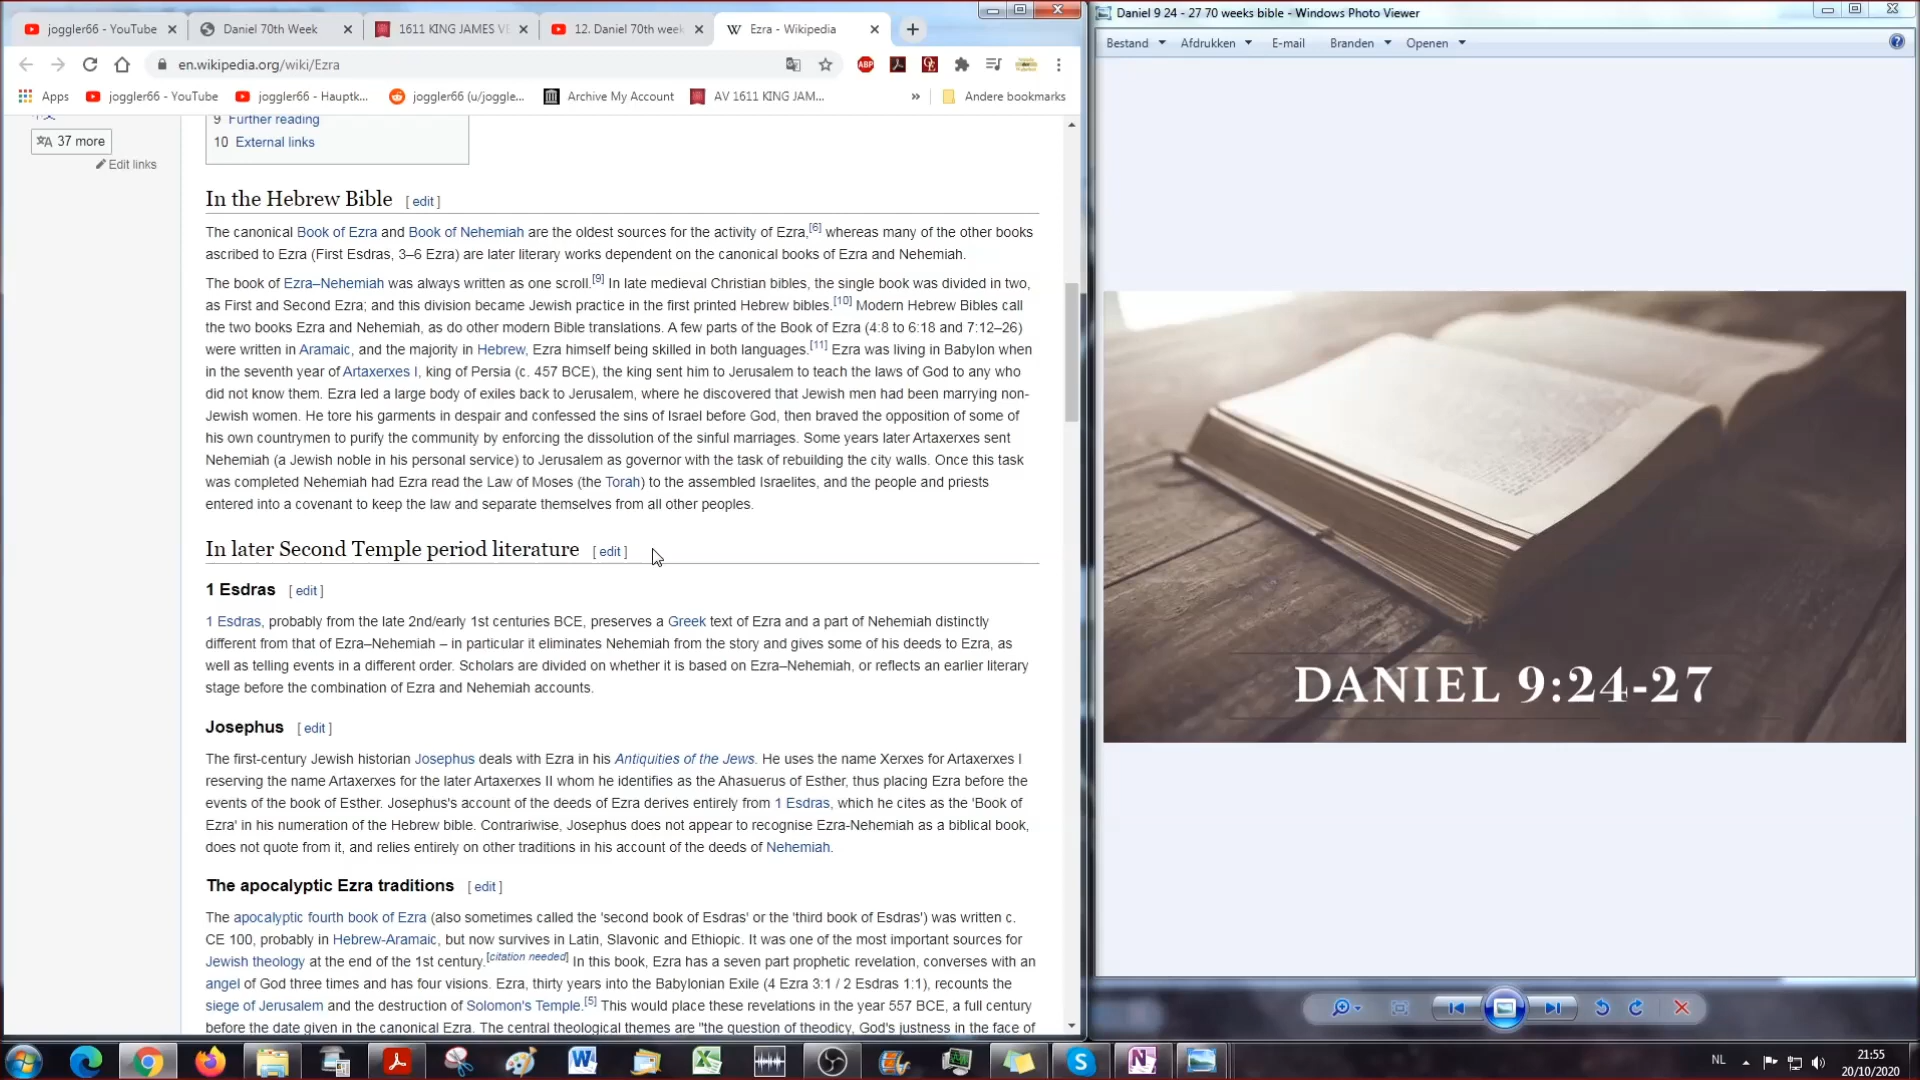 joggler66 - YouTube
Daniel 70th Week
1611 KING JAMES VE
12. Daniel 70th week
Ezra - Wikipedia
Daniel 9 24 - 27 70 weeks bible - Windows Photo Viewer
Bestand
Afdrukken
E-mail
Branden
Openen
en.wikipedia.org/wiki/Ezra
ABP
Apps
joggler66 - YouTube
joggler66 - Hauptk...
joggler66 (u/joggle...
Archive My Account
AV 1611 KING JAM...
»
Andere bookmarks
37 more
Edit links
9 Further reading
10 External links
In the Hebrew Bible [ edit ]
The canonical Book of Ezra and Book of Nehemiah are the oldest sources for the activity of Ezra,[6] whereas many of the other books
ascribed to Ezra (First Esdras, 3–6 Ezra) are later literary works dependent on the canonical books of Ezra and Nehemiah.
The book of Ezra–Nehemiah was always written as one scroll.[9] In late medieval Christian bibles, the single book was divided in two,
as First and Second Ezra; and this division became Jewish practice in the first printed Hebrew bibles.[10] Modern Hebrew Bibles call
the two books Ezra and Nehemiah, as do other modern Bible translations. A few parts of the Book of Ezra (4:8 to 6:18 and 7:12–26)
were written in Aramaic, and the majority in Hebrew, Ezra himself being skilled in both languages.[11] Ezra was living in Babylon when
in the seventh year of Artaxerxes I, king of Persia (c. 457 BCE), the king sent him to Jerusalem to teach the laws of God to any who
did not know them. Ezra led a large body of exiles back to Jerusalem, where he discovered that Jewish men had been marrying non-
Jewish women. He tore his garments in despair and confessed the sins of Israel before God, then braved the opposition of some of
his own countrymen to purify the community by enforcing the dissolution of the sinful marriages. Some years later Artaxerxes sent
Nehemiah (a Jewish noble in his personal service) to Jerusalem as governor with the task of rebuilding the city walls. Once this task
was completed Nehemiah had Ezra read the Law of Moses (the Torah) to the assembled Israelites, and the people and priests
entered into a covenant to keep the law and separate themselves from all other peoples.
In later Second Temple period literature [ edit ]
1 Esdras [ edit ]
1 Esdras, probably from the late 2nd/early 1st centuries BCE, preserves a Greek text of Ezra and a part of Nehemiah distinctly
different from that of Ezra–Nehemiah – in particular it eliminates Nehemiah from the story and gives some of his deeds to Ezra, as
well as telling events in a different order. Scholars are divided on whether it is based on Ezra–Nehemiah, or reflects an earlier literary
stage before the combination of Ezra and Nehemiah accounts.
Josephus [ edit ]
The first-century Jewish historian Josephus deals with Ezra in his Antiquities of the Jews. He uses the name Xerxes for Artaxerxes I
reserving the name Artaxerxes for the later Artaxerxes II whom he identifies as the Ahasuerus of Esther, thus placing Ezra before the
events of the book of Esther. Josephus's account of the deeds of Ezra derives entirely from 1 Esdras, which he cites as the 'Book of
Ezra' in his numeration of the Hebrew bible. Contrariwise, Josephus does not appear to recognise Ezra-Nehemiah as a biblical book,
does not quote from it, and relies entirely on other traditions in his account of the deeds of Nehemiah.
The apocalyptic Ezra traditions [ edit ]
The apocalyptic fourth book of Ezra (also sometimes called the 'second book of Esdras' or the 'third book of Esdras') was written c.
CE 100, probably in Hebrew-Aramaic, but now survives in Latin, Slavonic and Ethiopic. It was one of the most important sources for
Jewish theology at the end of the 1st century.[citation needed] In this book, Ezra has a seven part prophetic revelation, converses with an
angel of God three times and has four visions. Ezra, thirty years into the Babylonian Exile (4 Ezra 3:1 / 2 Esdras 1:1), recounts the
siege of Jerusalem and the destruction of Solomon's Temple.[5] This would place these revelations in the year 557 BCE, a full century
before the date given in the canonical Ezra. The central theological themes are "the question of theodicy, God's justness in the face of
DANIEL 9:24-27
NL
21:55
20/10/2020